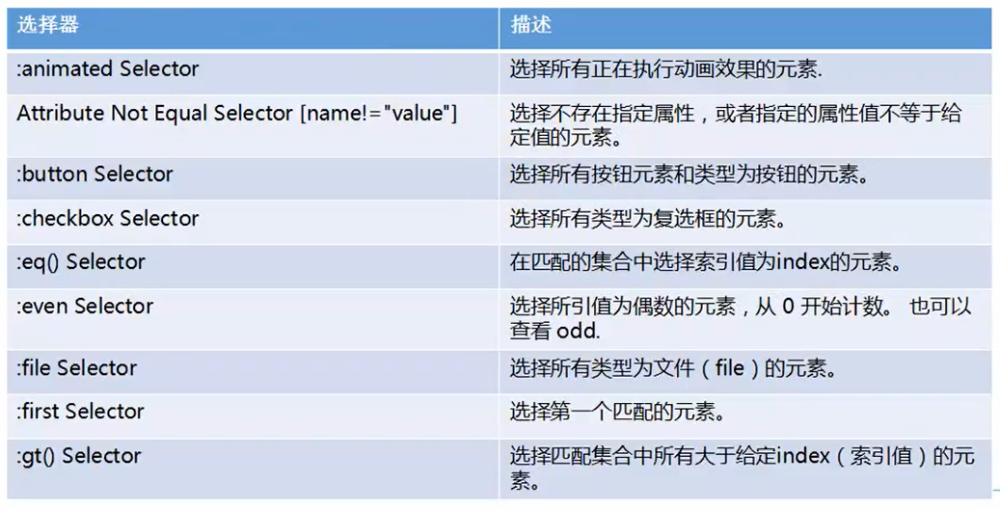 选择器
描述
:animated Selector
选择所有正在执行动画效果的元素.
Attribute Not Equal Selector [name!="value"]
选择不存在指定属性，或者指定的属性值不等于给
定值的元素。
:button Selector
选择所有按钮元素和类型为按钮的元素。
:checkbox Selector
选择所有类型为复选框的元素。
:eq() Selector
在匹配的集合中选择索引值为index的元素。
:even Selector
选择所引值为偶数的元素，从 0 开始计数。 也可以
查看 odd.
:file Selector
选择所有类型为文件（file）的元素。
:first Selector
选择第一个匹配的元素。
:gt() Selector
选择匹配集合中所有大于给定index（索引值）的元
素。